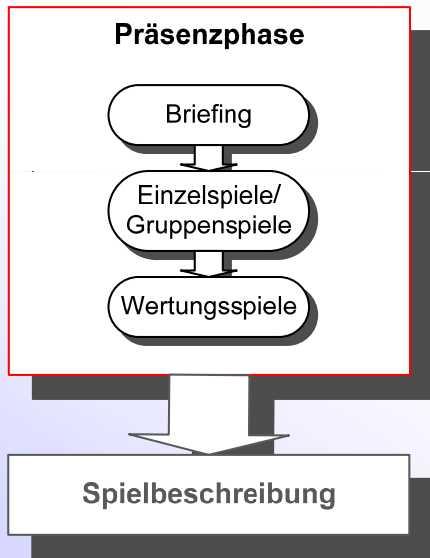 Präsenzphase
Briefing
Einzelspiele/
Gruppenspiele
Wertungsspiele
Spielbeschreibung